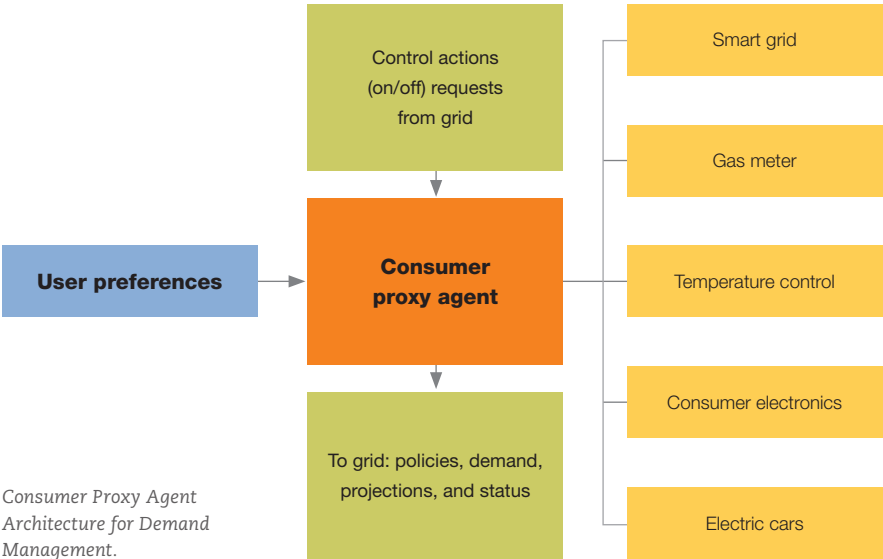 Control actions
(on/off) requests
from grid
User preferences
Consumer
proxy agent
To grid: policies, demand,
projections, and status
Smart grid
Gas meter
Temperature control
Consumer electronics
Electric cars
Consumer Proxy Agent
Architecture for Demand
Management.